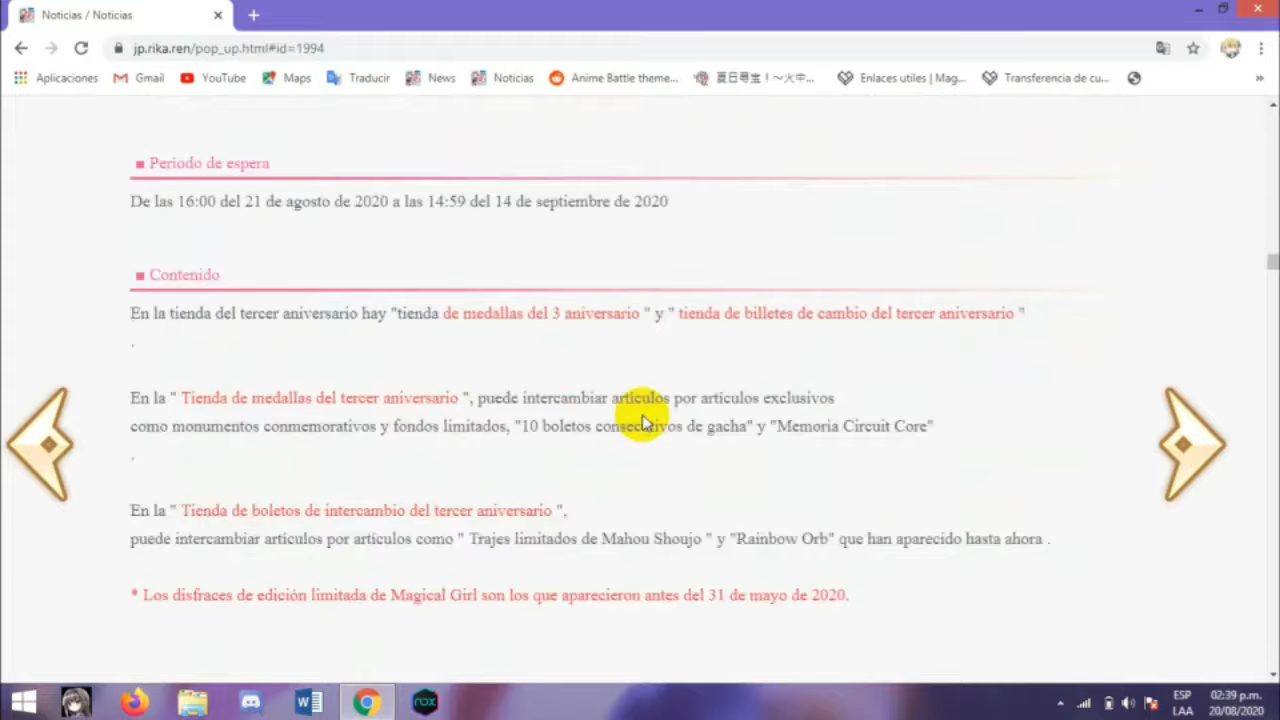 Noticias / Noticias
jp.rika.ren/pop_up.html#id=1994
Aplicaciones Gmail YouTube Maps Traducir News Noticias Anime Battle theme... 夏日尋宝！～火中... Enlaces utiles | Mag... Transferencia de cu... »
■ Periodo de espera
De las 16:00 del 21 de agosto de 2020 a las 14:59 del 14 de septiembre de 2020
■ Contenido
En la tienda del tercer aniversario hay "tienda de medallas del 3 aniversario " y " tienda de billetes de cambio del tercer aniversario "
.
En la " Tienda de medallas del tercer aniversario ", puede intercambiar artículos por artículos exclusivos
como monumentos conmemorativos y fondos limitados, "10 boletos consecutivos de gacha" y "Memoria Circuit Core"
.
En la " Tienda de boletos de intercambio del tercer aniversario ",
puede intercambiar artículos por artículos como " Trajes limitados de Mahou Shoujo " y "Rainbow Orb" que han aparecido hasta ahora .
* Los disfraces de edición limitada de Magical Girl son los que aparecieron antes del 31 de mayo de 2020.
nox
ESP 02:39 p.m.
LAA 20/08/2020